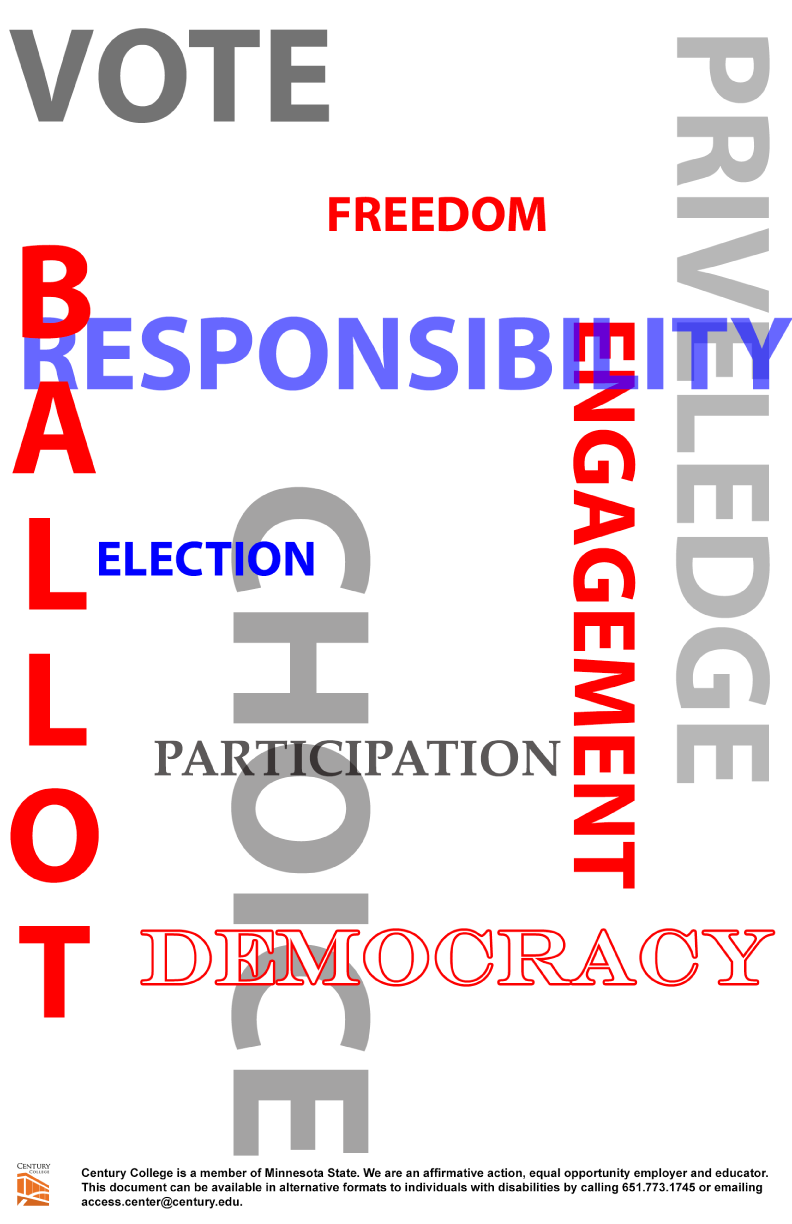 VOTE
PRIVELEDGE
FREEDOM
BALLOT
RESPONSIBILITY
ENGAGEMENT
CHOICE
ELECTION
PARTICIPATION
DEMOCRACY
CENTURY
COLLEGE
Century College is a member of Minnesota State. We are an affirmative action, equal opportunity employer and educator.
This document can be available in alternative formats to individuals with disabilities by calling 651.773.1745 or emailing
access.center@century.edu.